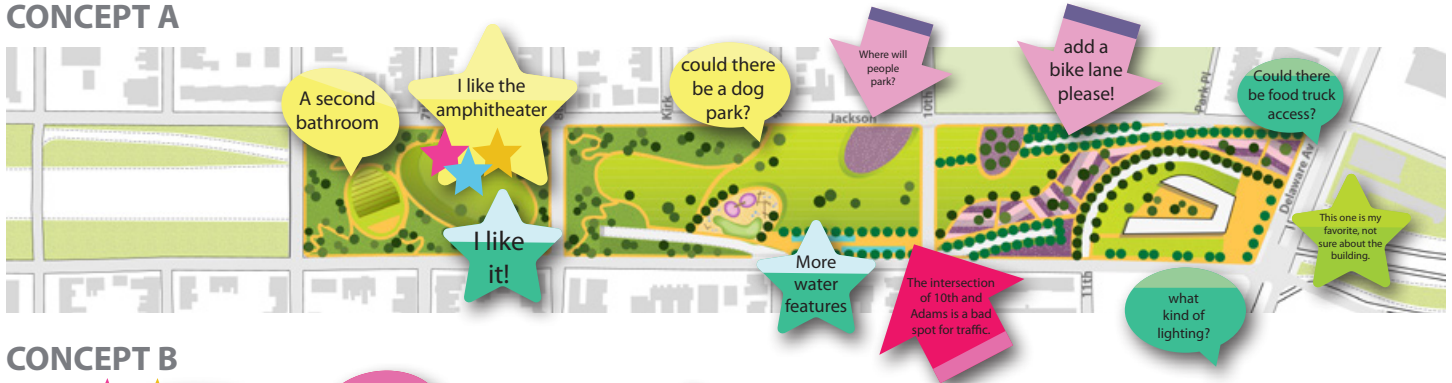 CONCEPT A
A second
bathroom
I like the
amphitheater
could there
be a dog
park?
Where will
people
park?
add a
bike lane
please!
Could there
be food truck
access?
Kirk
Jackson
10th
Park Pl
Delaware Av
I like
it!
More
water
features
The intersection
of 10th and
Adams is a bad
spot for traffic.
11th
what
kind of
lighting?
This one is my
favorite, not
sure about the
building.
CONCEPT B